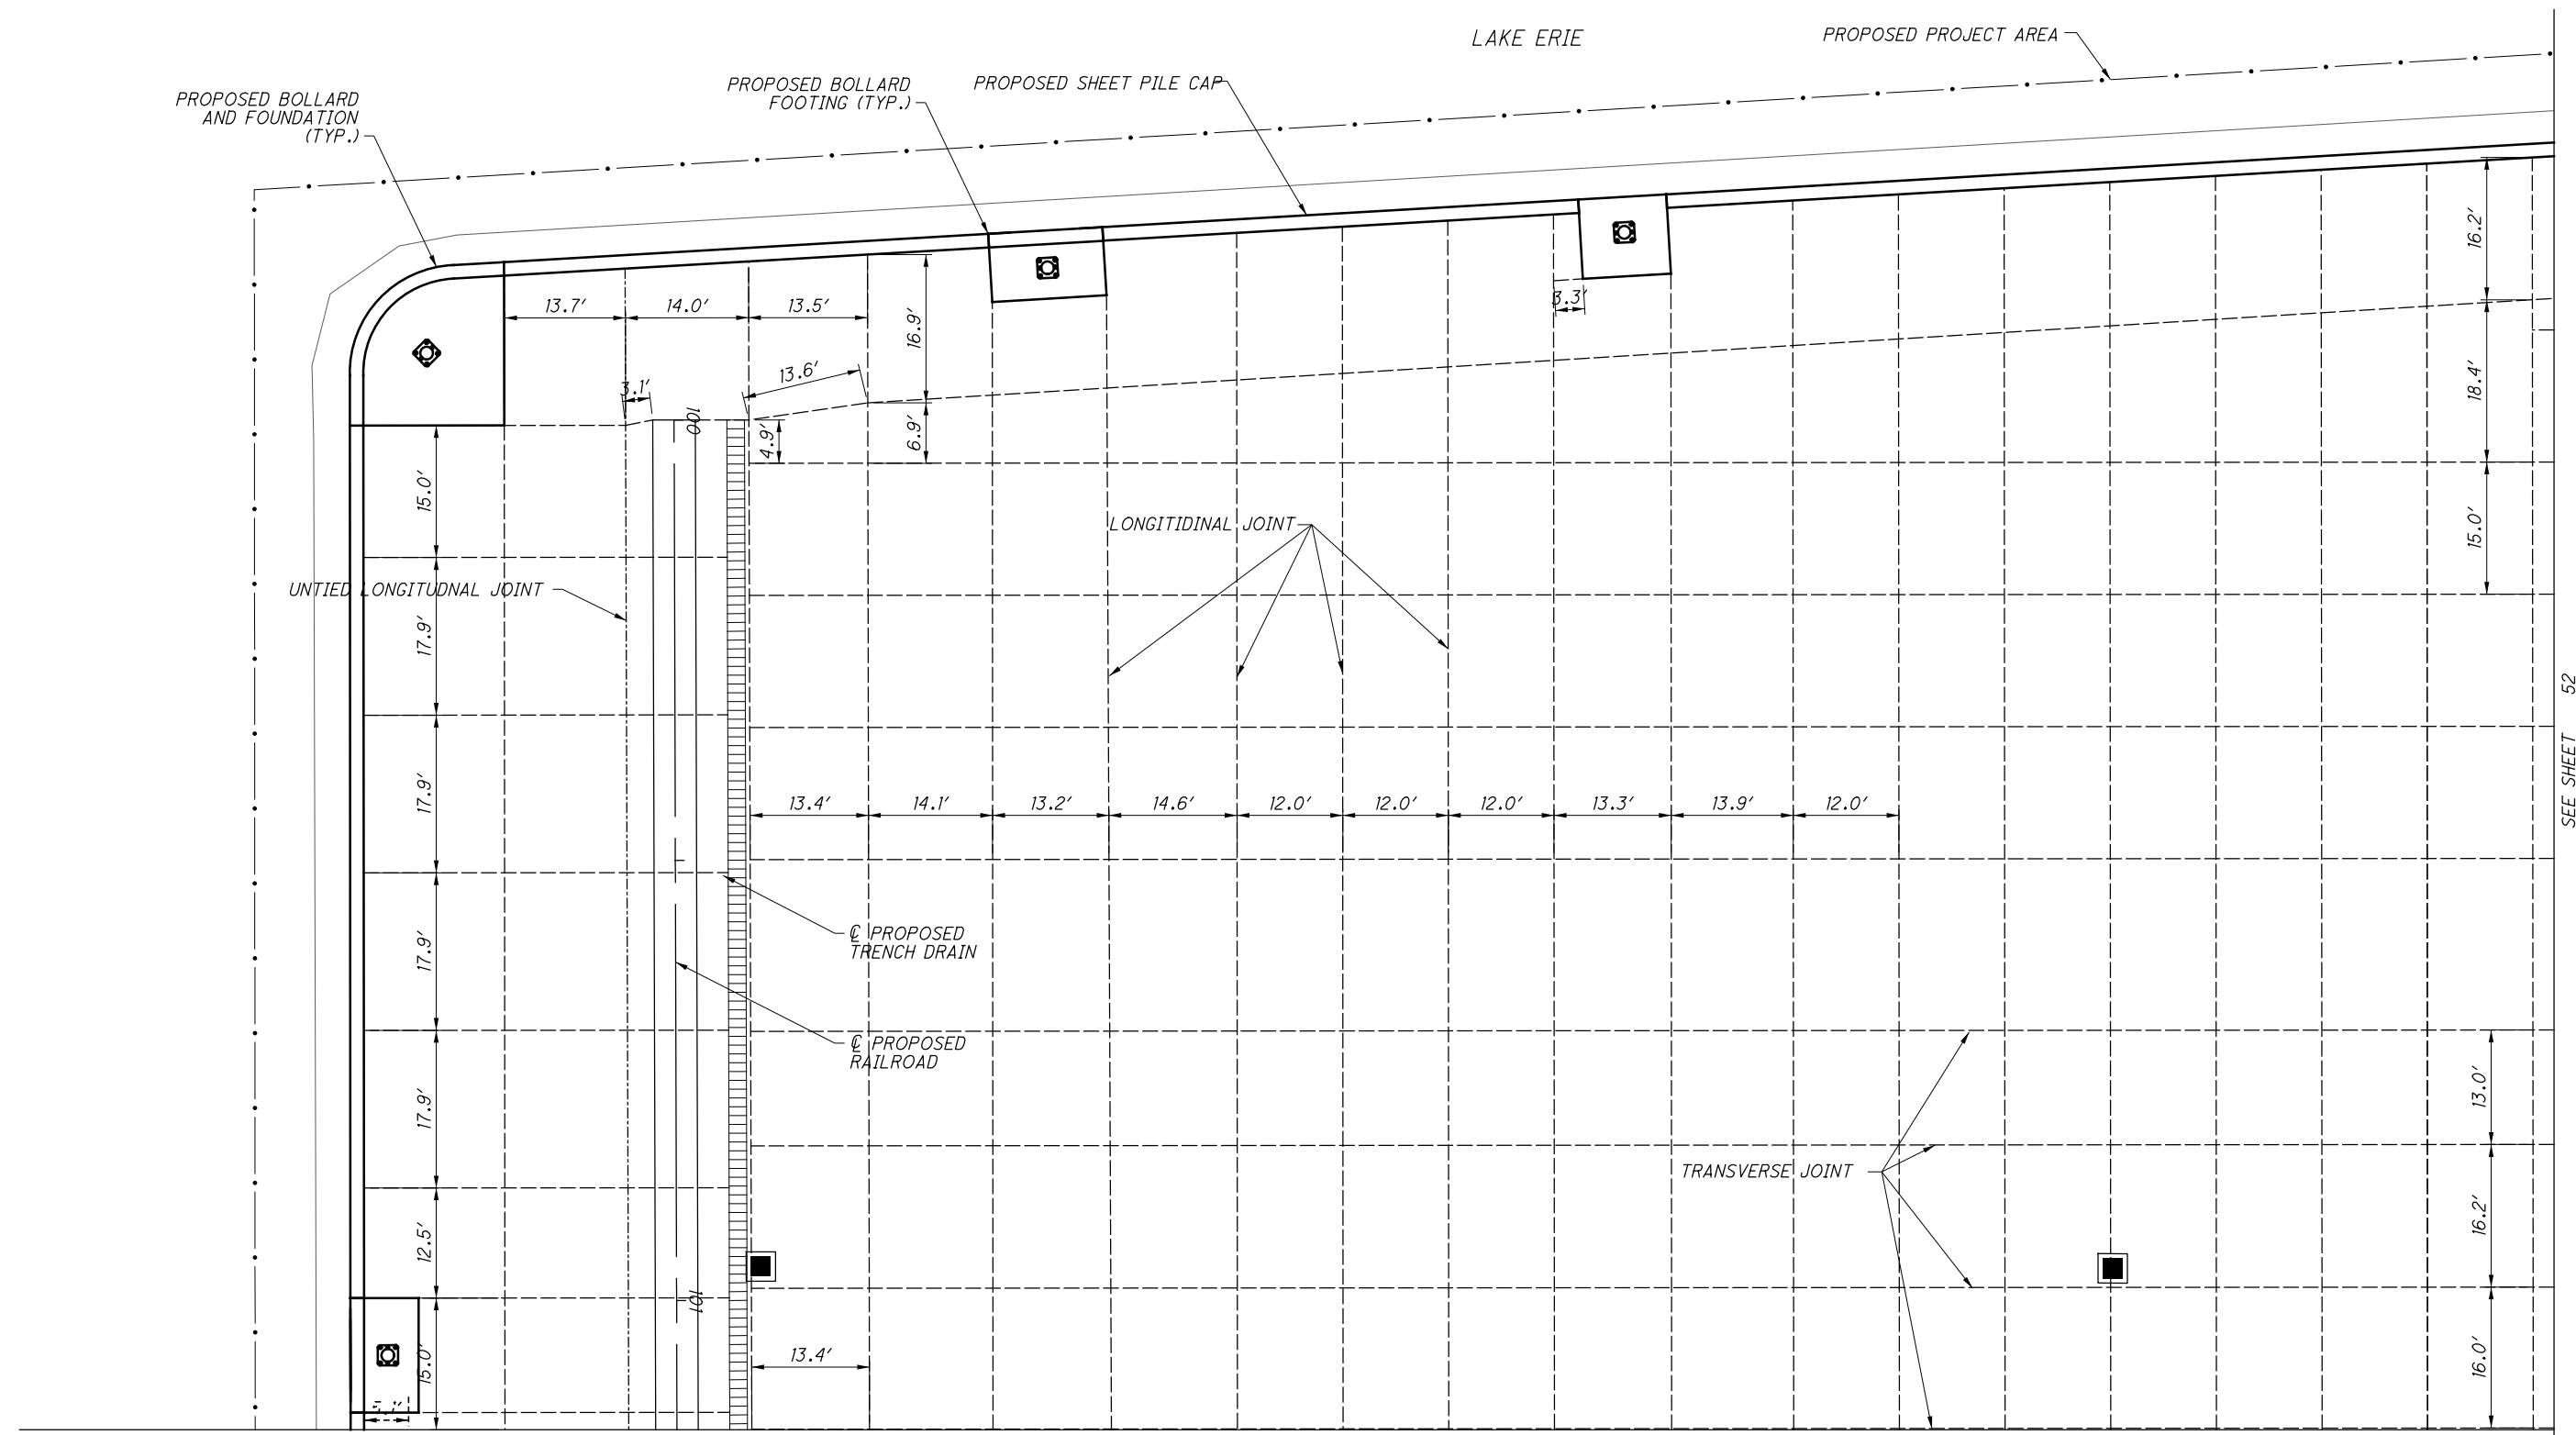 LAKE ERIE
PROPOSED PROJECT AREA
PROPOSED BOLLARD
FOOTING (TYP.)
PROPOSED SHEET PILE CAP
PROPOSED BOLLARD
AND FOUNDATION
(TYP.)
16.2'
13.7'
14.0'
13.5'
16.9'
3.3'
13.6'
3.1'
18.4'
100
4.9'
6.9'
15.0'
15.0'
LONGITIDINAL JOINT
UNTIED LONGITUDNAL JOINT
17.9'
SEE SHEET 52
17.9'
13.4'
14.1'
13.2'
14.6'
12.0'
12.0'
12.0'
13.3'
13.9'
12.0'
℄ PROPOSED
TRENCH DRAIN
17.9'
℄ PROPOSED
RAILROAD
17.9'
13.0'
TRANSVERSE JOINT
12.5'
16.2'
101
15.0'
13.4'
16.0'
5.1'